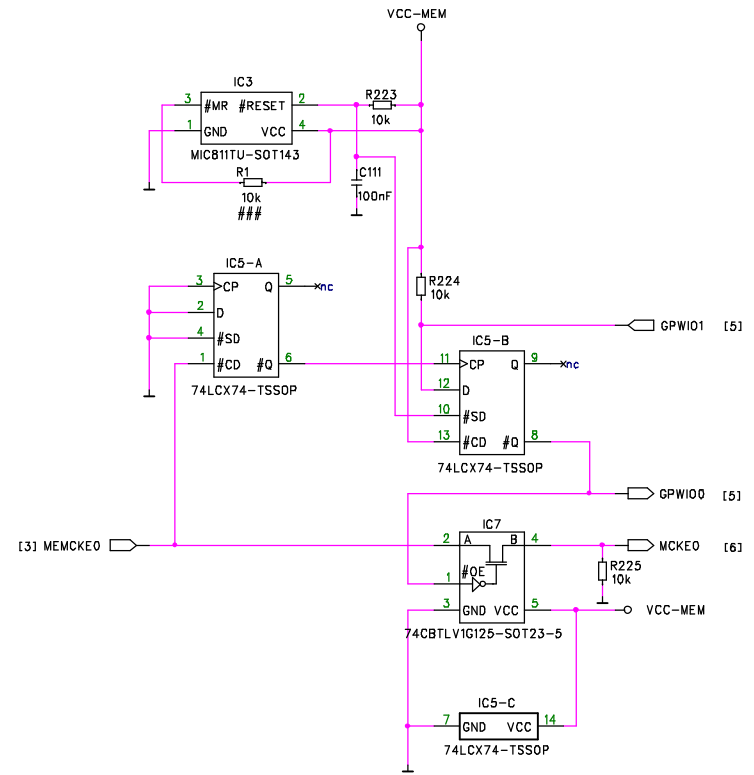 VCC-MEM
IC3
3 #MR #RESET 2
1 GND VCC 4
MIC811TU-SOT143
R223
10k
R1
10k
###
C111
100nF
IC5-A
3 CP Q 5 nc
2 D
4 #SD
1 #CD #Q 6
74LCX74-TSSOP
R224
10k
GPWIO1 [5]
IC5-B
11 CP Q 9 nc
12 D
10 #SD
13 #CD #Q 8
74LCX74-TSSOP
GPWIO0 [5]
[3] MEMCKE0
IC7
2 A B 4
MCKE0 [6]
1 #OE
R225
10k
3 GND VCC 5
VCC-MEM
74CBTLV1G125-SOT23-5
IC5-C
7 GND VCC 14
74LCX74-TSSOP